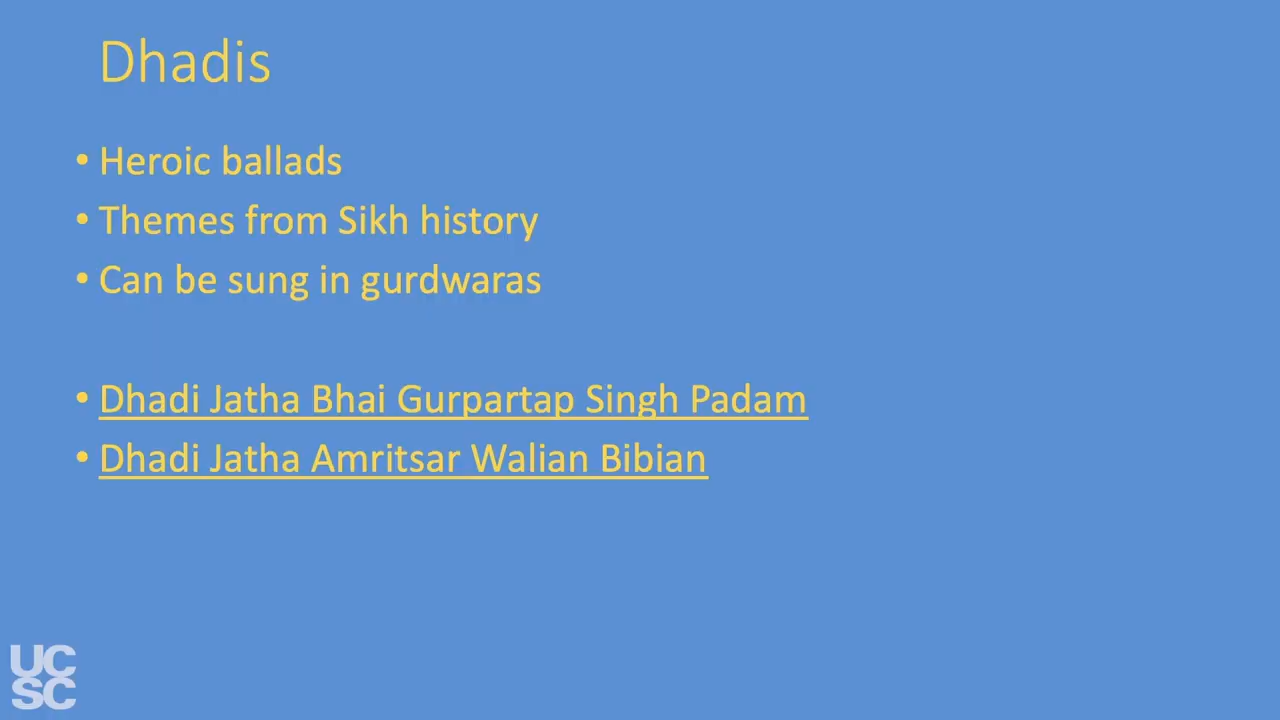 Dhadis
• Heroic ballads
• Themes from Sikh history
• Can be sung in gurdwaras
• Dhadi Jatha Bhai Gurpartap Singh Padam
• Dhadi Jatha Amritsar Walian Bibian
UC
SC